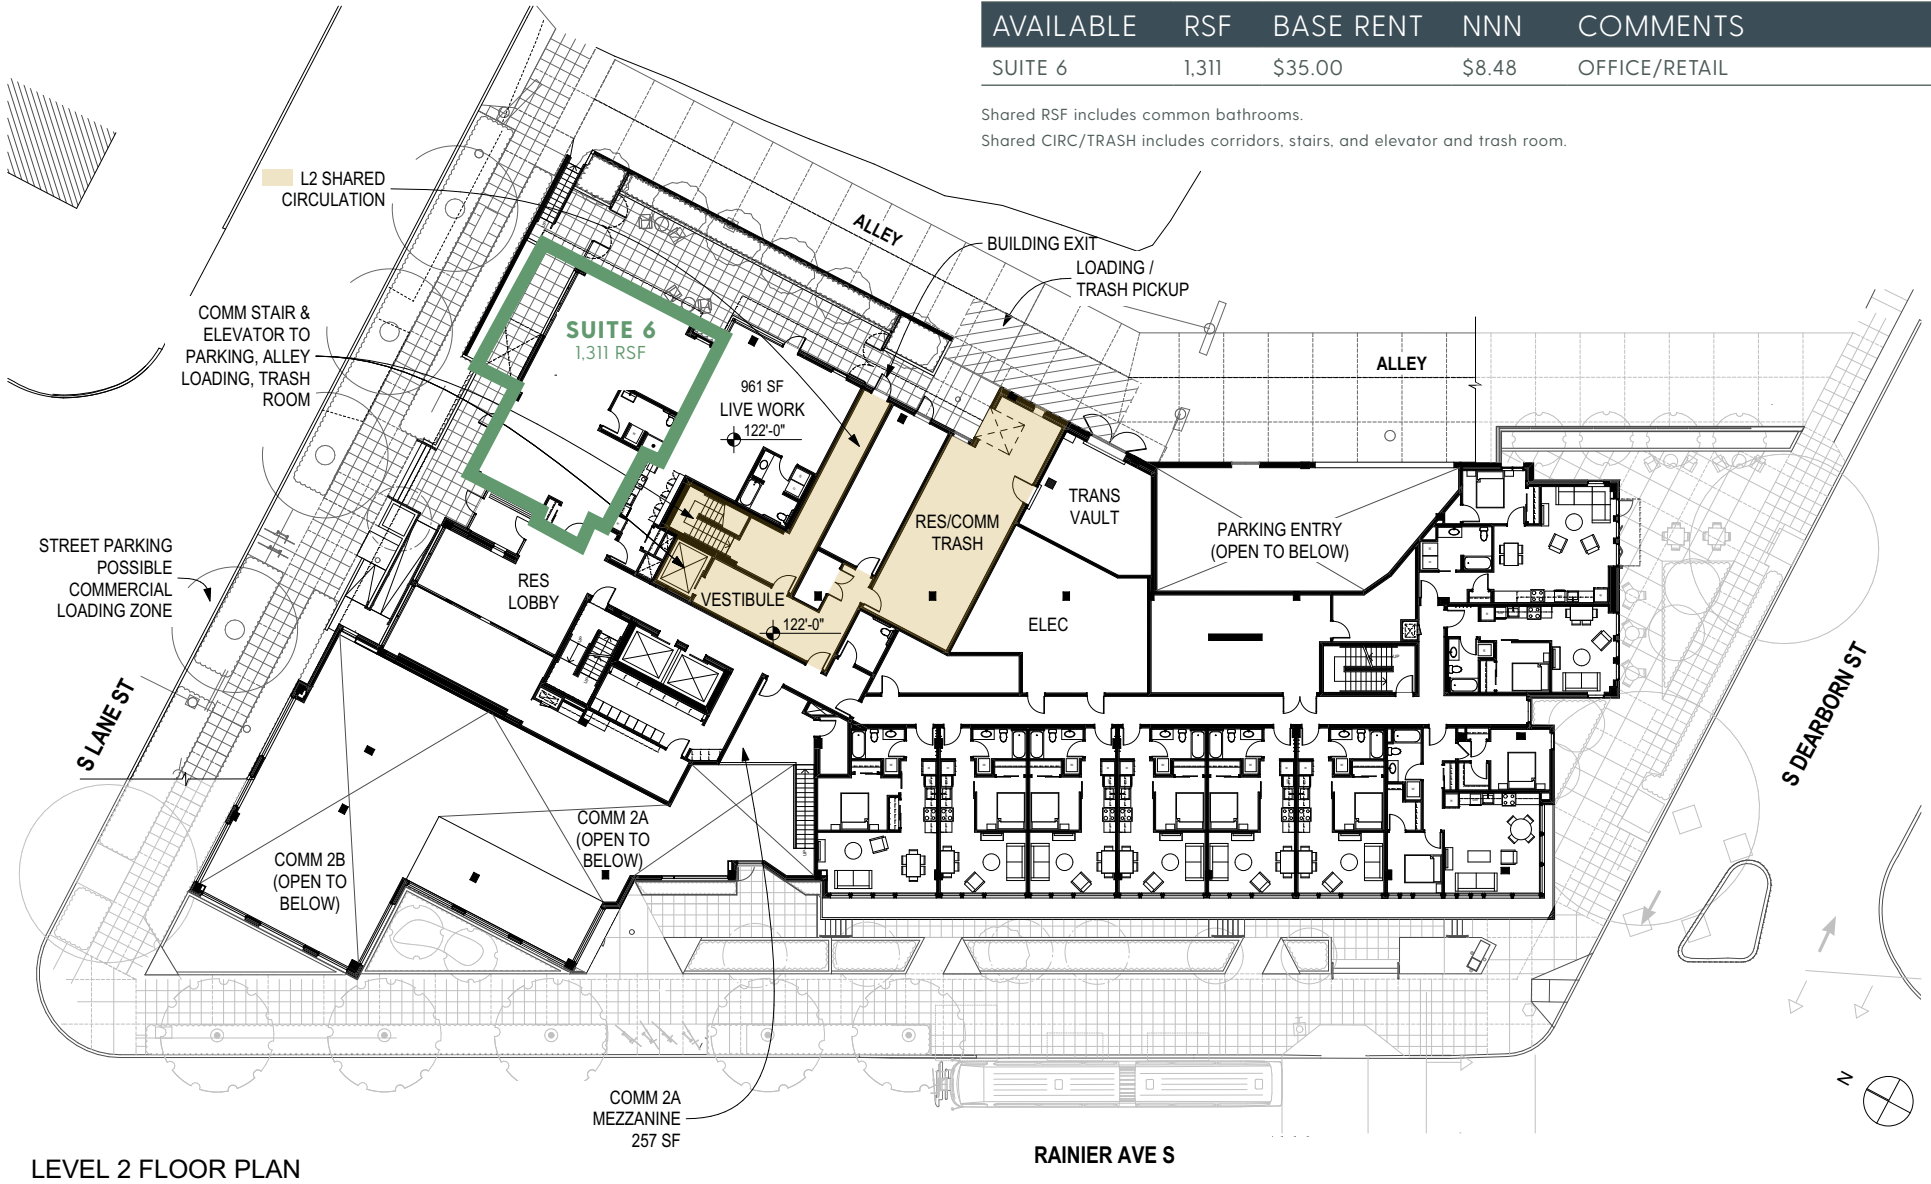 AVAILABLE RSF BASE RENT NNN COMMENTS
SUITE 6 1,311 $35.00 $8.48 OFFICE/RETAIL
Shared RSF includes common bathrooms.
Shared CIRC/TRASH includes corridors, stairs, and elevator and trash room.
L2 SHARED
CIRCULATION
ALLEY
BUILDING EXIT
LOADING /
TRASH PICKUP
COMM STAIR &
ELEVATOR TO
PARKING, ALLEY
LOADING, TRASH
ROOM
SUITE 6
1,311 RSF
ALLEY
961 SF
LIVE WORK
122'-0"
TRANS
VAULT
RES/COMM
TRASH
PARKING ENTRY
(OPEN TO BELOW)
STREET PARKING
POSSIBLE
COMMERCIAL
LOADING ZONE
RES
LOBBY
VESTIBULE
122'-0"
ELEC
S LANE ST
S DEARBORN ST
COMM 2A
(OPEN TO
BELOW)
COMM 2B
(OPEN TO
BELOW)
COMM 2A
MEZZANINE
257 SF
N
RAINIER AVE S
LEVEL 2 FLOOR PLAN